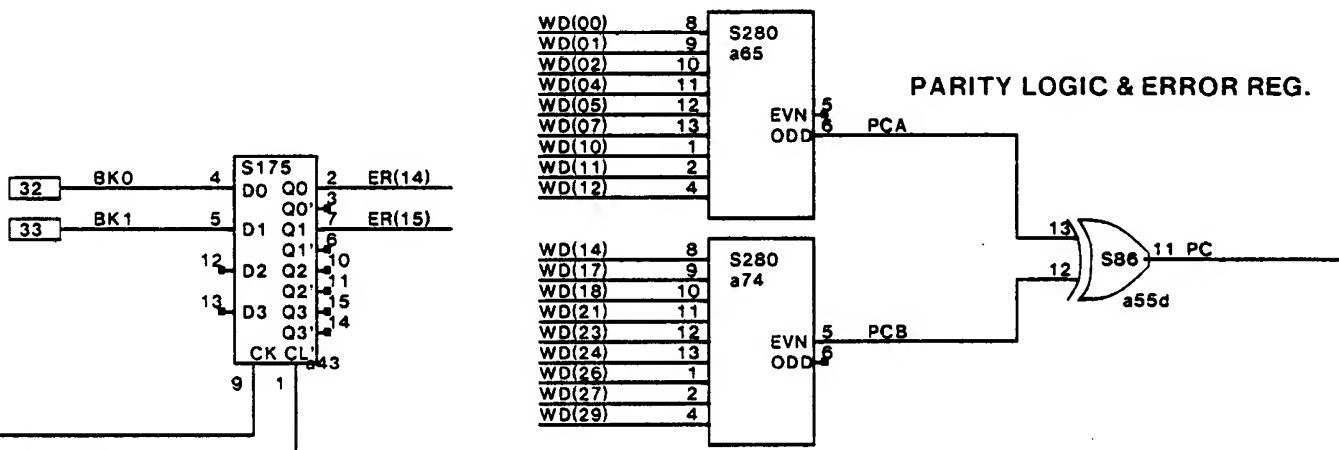 PARITY LOGIC & ERROR REG.
32 BK0 4 D0 S175 Q0 2 ER(14)
Q0' 3
33 BK1 5 D1 Q1 7 ER(15)
Q1' 6
12 D2 Q2 10
Q2' 11
13 D3 Q3 15
Q3' 14
CK CL' a43
9 1
WD(00) 8 S280
WD(01) 9 a65
WD(02) 10
WD(04) 11
WD(05) 12 EVN 5
WD(07) 13 ODD 6 PCA
WD(10) 1
WD(11) 2
WD(12) 4
WD(14) 8 S280
WD(17) 9 a74
WD(18) 10
WD(21) 11
WD(23) 12 EVN 5 PCB
WD(24) 13 ODD 6
WD(26) 1
WD(27) 2
WD(29) 4
13
S86 11 PC
12
a55d